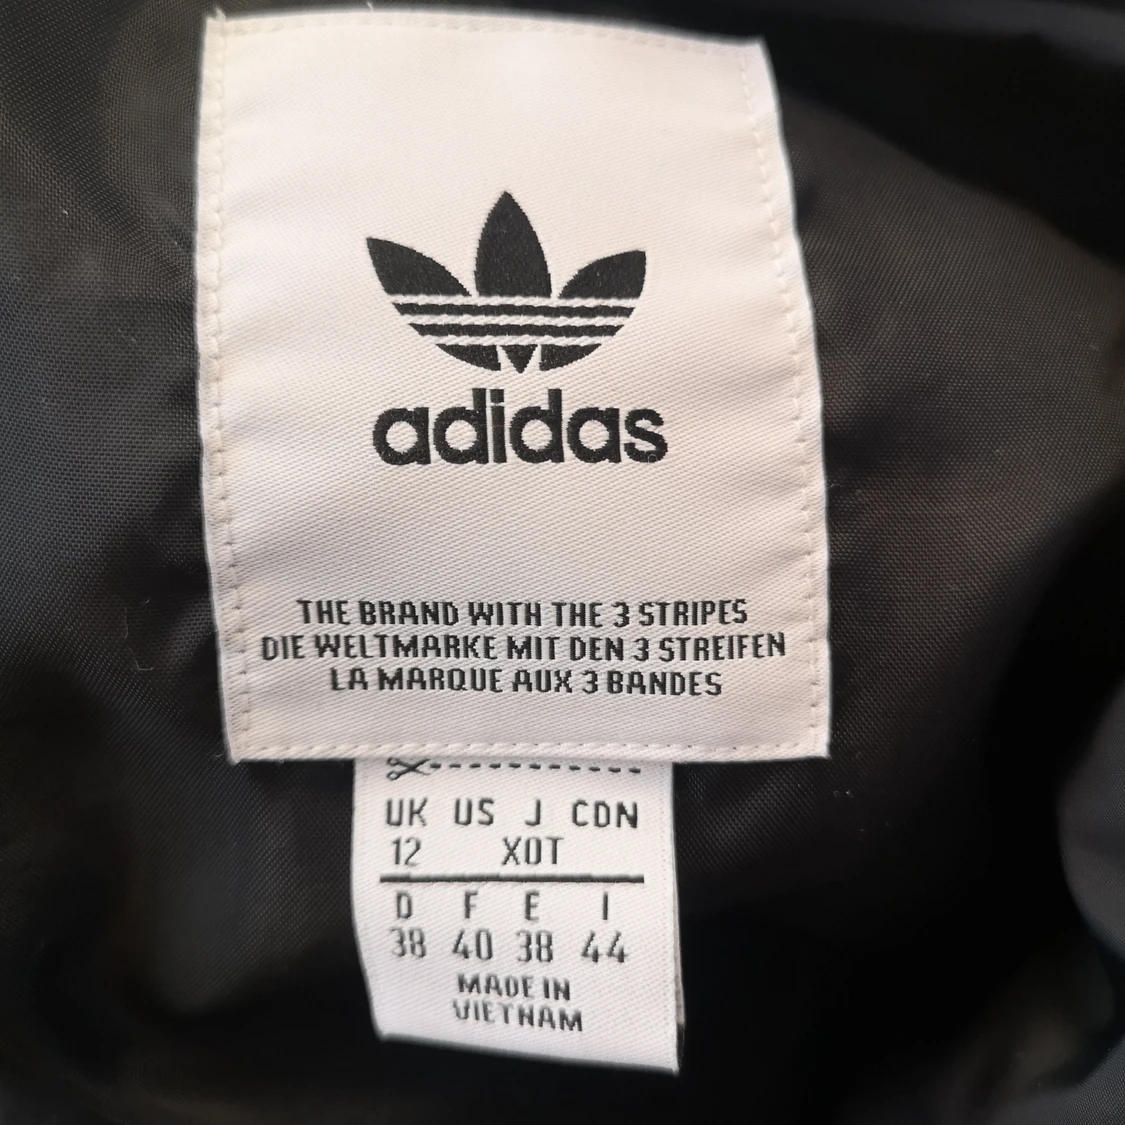 adidas
THE BRAND WITH THE 3 STRIPES
DIE WELTMARKE MIT DEN 3 STREIFEN
LA MARQUE AUX 3 BANDES
UK US J CDN
12 XOT
D F E I
38 40 38 44
MADE IN
VIETNAM